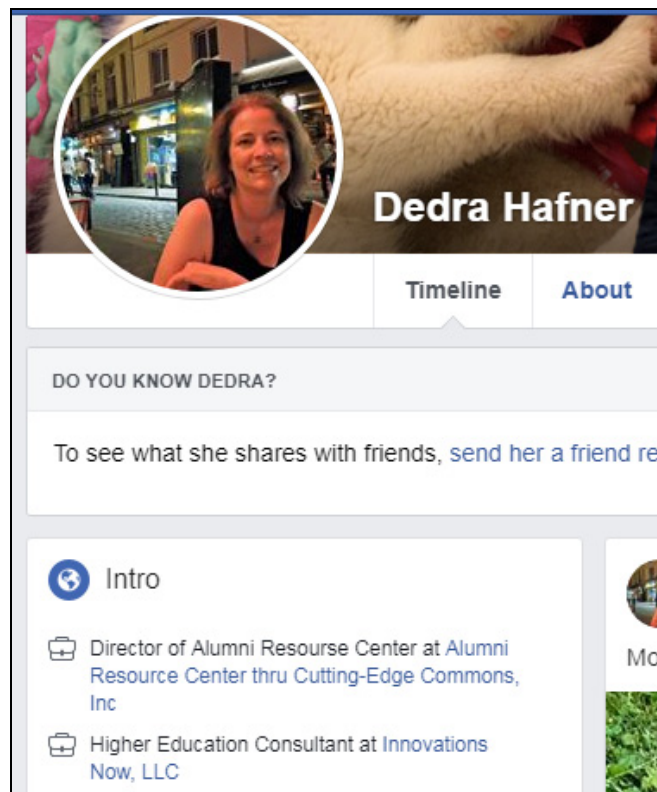 Dedra Hafner
Timeline
About
DO YOU KNOW DEDRA?
To see what she shares with friends, send her a friend re
Intro
Director of Alumni Resourse Center at Alumni
Resource Center thru Cutting-Edge Commons,
Inc
Higher Education Consultant at Innovations
Now, LLC
Mo